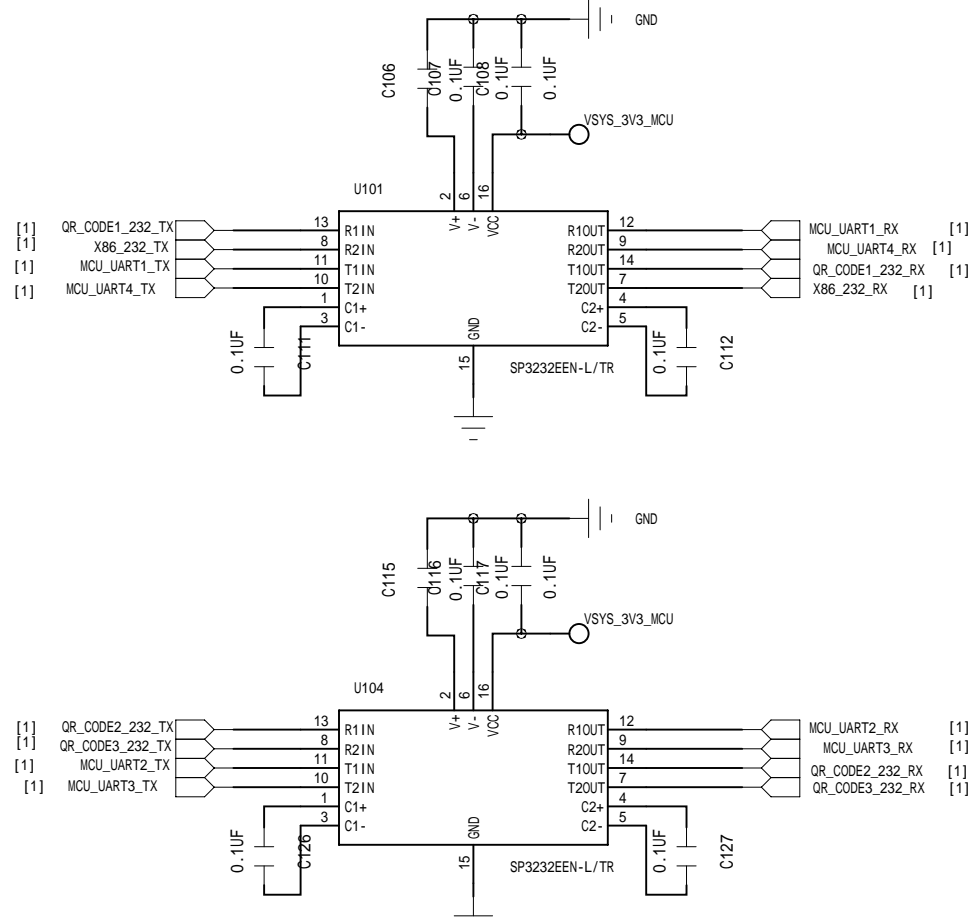 GND
C106
C107
0.1UF
C108
0.1UF
0.1UF
VSYS_3V3_MCU
U101
2
6
16
V+
V-
VCC
[1] QR_CODE1_232_TX 13 R1IN R1OUT 12 MCU_UART1_RX [1]
[1] X86_232_TX 8 R2IN R2OUT 9 MCU_UART4_RX [1]
[1] MCU_UART1_TX 11 T1IN T1OUT 14 QR_CODE1_232_RX [1]
[1] MCU_UART4_TX 10 T2IN T2OUT 7 X86_232_RX [1]
1 C1+ C2+ 4
3 C1- C2- 5
GND
15
0.1UF
C111
0.1UF
C112
SP3232EEN-L/TR
GND
C115
C116
0.1UF
C117
0.1UF
0.1UF
VSYS_3V3_MCU
U104
2
6
16
V+
V-
VCC
[1] QR_CODE2_232_TX 13 R1IN R1OUT 12 MCU_UART2_RX [1]
[1] QR_CODE3_232_TX 8 R2IN R2OUT 9 MCU_UART3_RX [1]
[1] MCU_UART2_TX 11 T1IN T1OUT 14 QR_CODE2_232_RX [1]
[1] MCU_UART3_TX 10 T2IN T2OUT 7 QR_CODE3_232_RX [1]
1 C1+ C2+ 4
3 C1- C2- 5
GND
15
0.1UF
C126
0.1UF
C127
SP3232EEN-L/TR